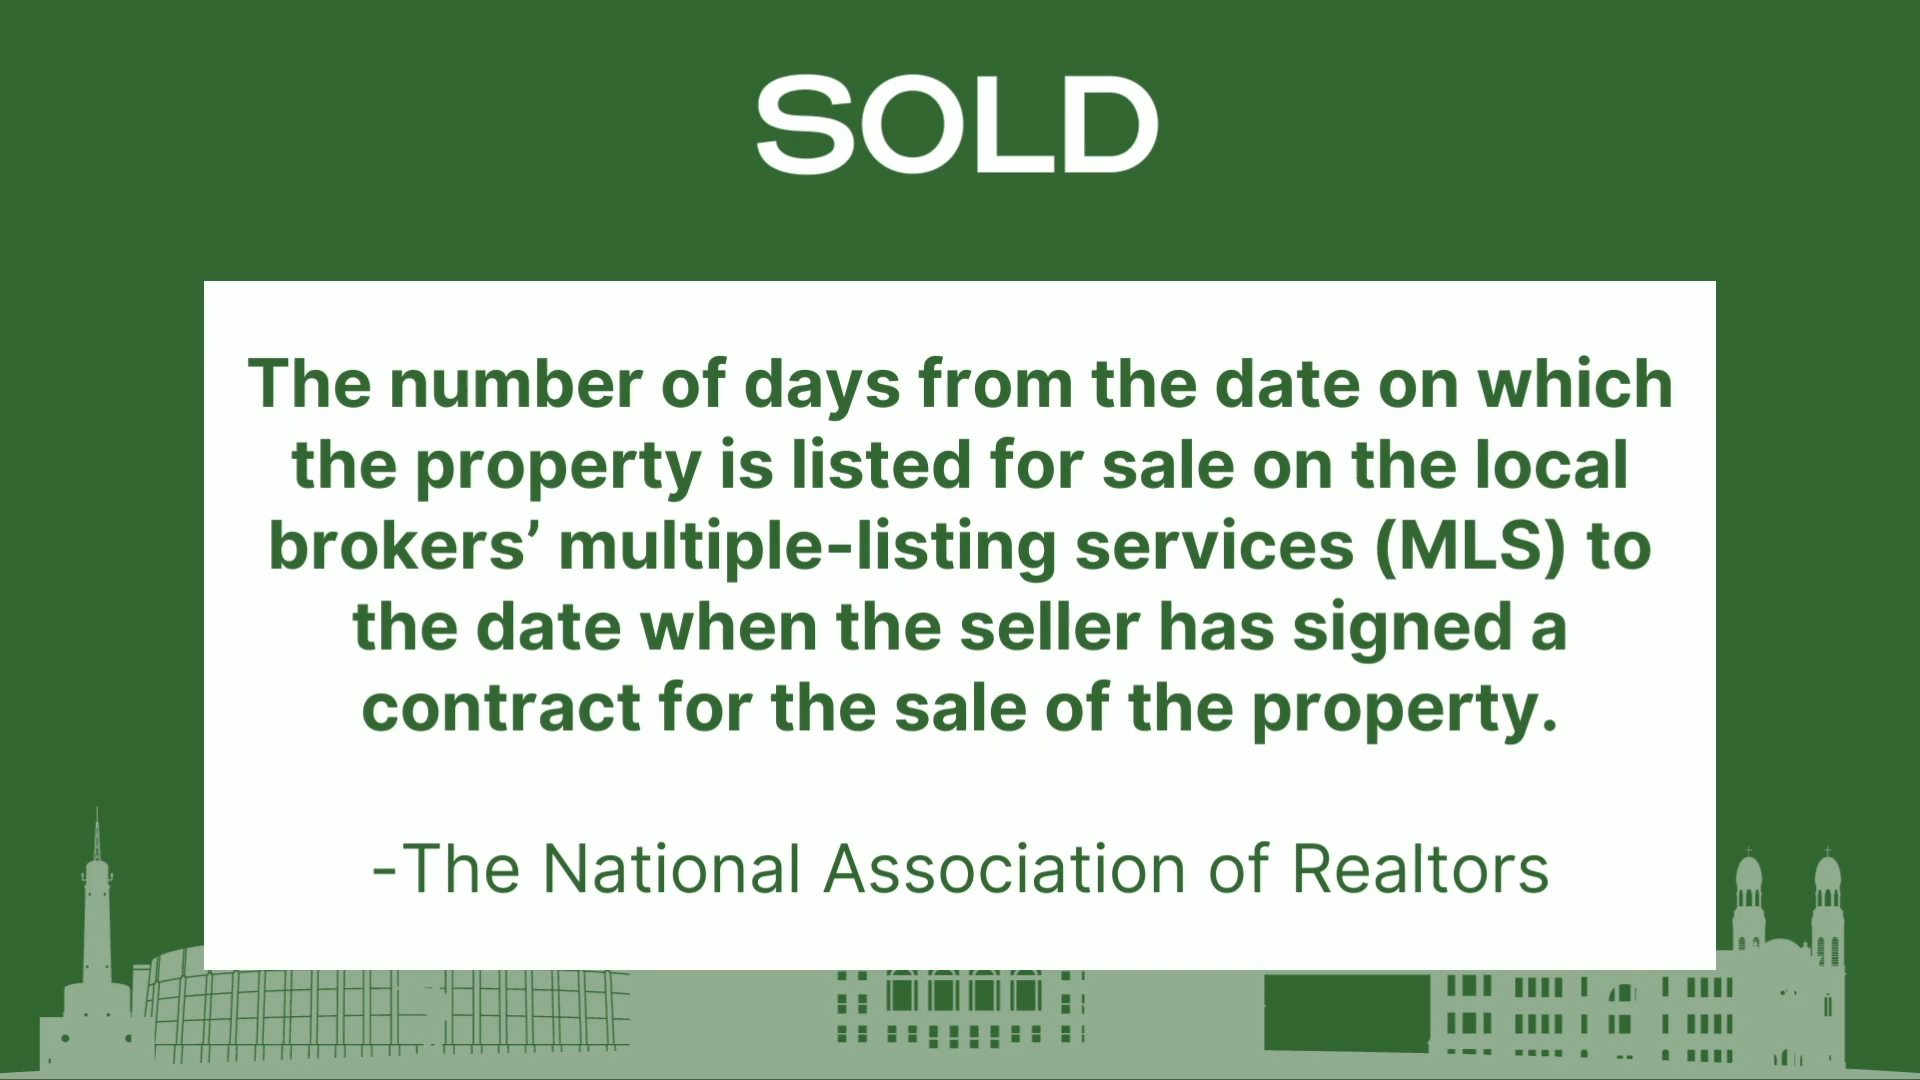 SOLD
The number of days from the date on which
the property is listed for sale on the local
brokers’ multiple-listing services (MLS) to
the date when the seller has signed a
contract for the sale of the property.
-The National Association of Realtors